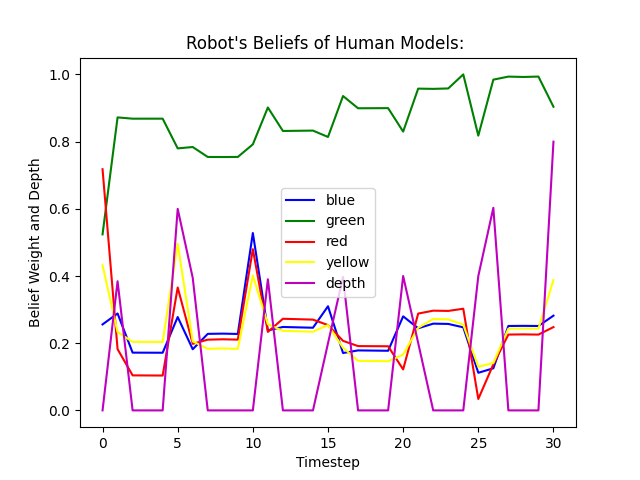 Robot's Beliefs of Human Models:
Belief Weight and Depth
1.0
0.8
0.6
0.4
0.2
0.0
blue
green
red
yellow
depth
0 5 10 15 20 25 30
Timestep